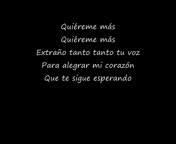 Quiéreme más
Quiéreme más
Extraño tanto tanto tu voz
Para alegrar mi corazón
Que te sigue esperando